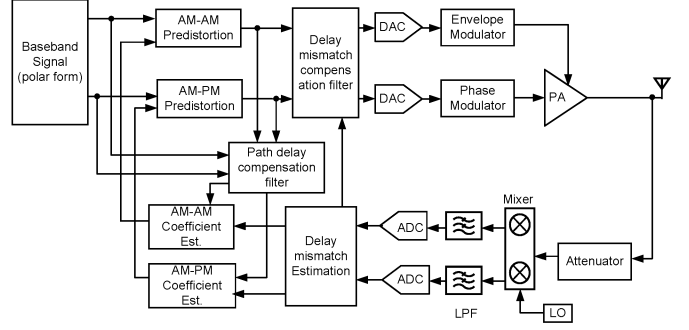 Baseband
Signal
(polar form)
AM-AM
Predistortion
AM-PM
Predistortion
Delay
mismatch
compens
ation filter
DAC
DAC
Envelope
Modulator
Phase
Modulator
PA
Path delay
compensation
filter
AM-AM
Coefficient
Est.
AM-PM
Coefficient
Est.
Delay
mismatch
Estimation
ADC
ADC
LPF
Mixer
Attenuator
LO